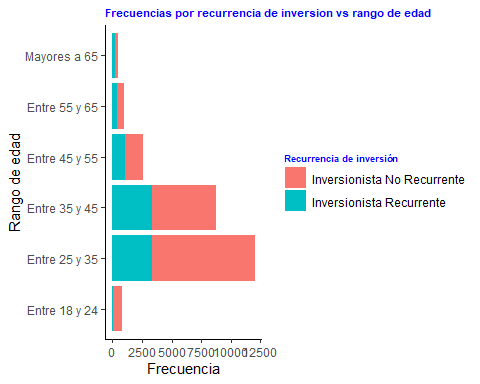 Frecuencias por recurrencia de inversion vs rango de edad
Mayores a 65
Entre 55 y 65
Entre 45 y 55
Entre 35 y 45
Entre 25 y 35
Entre 18 y 24
Rango de edad
0 2500 5000 7500 10000 12500
Frecuencia
Recurrencia de inversión
Inversionista No Recurrente
Inversionista Recurrente